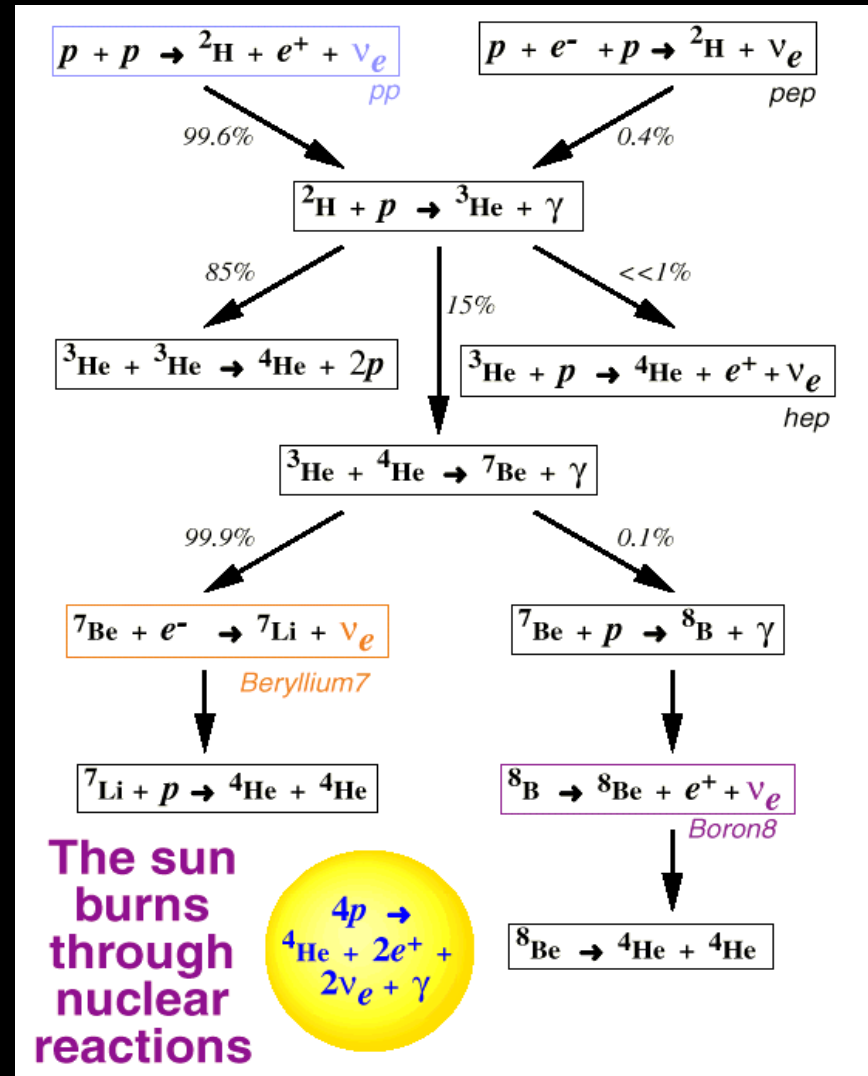 p + p → ²H + e⁺ + νₑ
pp
p + e⁻ + p → ²H + νₑ
pep
99.6%
0.4%
²H + p → ³He + γ
85%
15%
<<1%
³He + ³He → ⁴He + 2p
³He + p → ⁴He + e⁺ + νₑ
hep
³He + ⁴He → ⁷Be + γ
99.9%
0.1%
⁷Be + e⁻ → ⁷Li + νₑ
Beryllium7
⁷Be + p → ⁸B + γ
⁷Li + p → ⁴He + ⁴He
⁸B → ⁸Be + e⁺ + νₑ
Boron8
⁸Be → ⁴He + ⁴He
The sun
burns
through
nuclear
reactions
4p →
⁴He + 2e⁺ +
2νₑ + γ